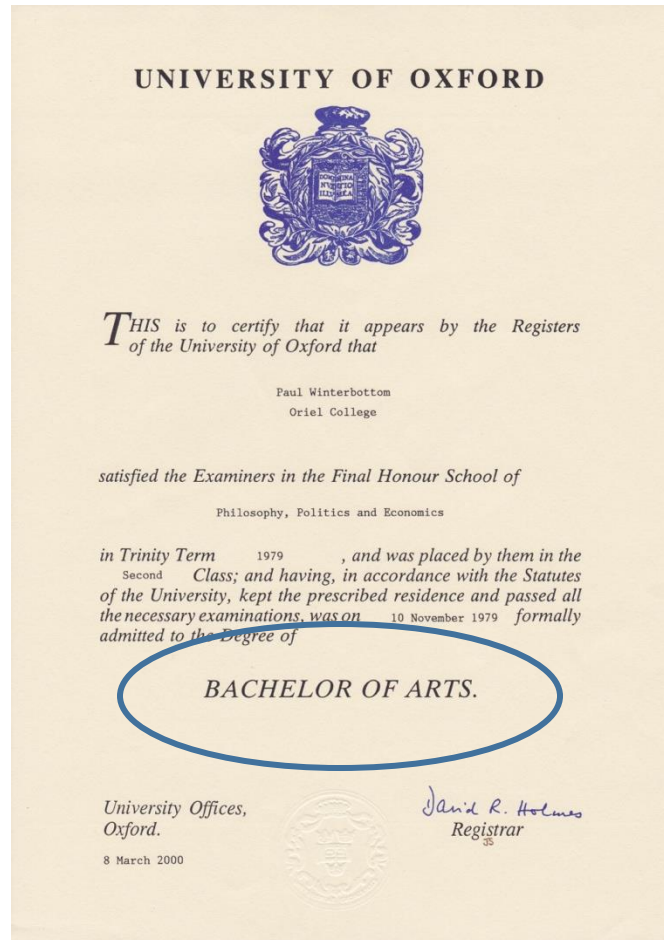 UNIVERSITY OF OXFORD
DOMINA
NUSTIO
ILLUMEA
THIS is to certify that it appears by the Registers
of the University of Oxford that
Paul Winterbottom
Oriel College
satisfied the Examiners in the Final Honour School of
Philosophy, Politics and Economics
in Trinity Term 1979 , and was placed by them in the
Second Class; and having, in accordance with the Statutes
of the University, kept the prescribed residence and passed all
the necessary examinations, was on 10 November 1979 formally
admitted to the Degree of
BACHELOR OF ARTS.
University Offices,
Oxford.
David R. Holmes
Registrar
JS
8 March 2000